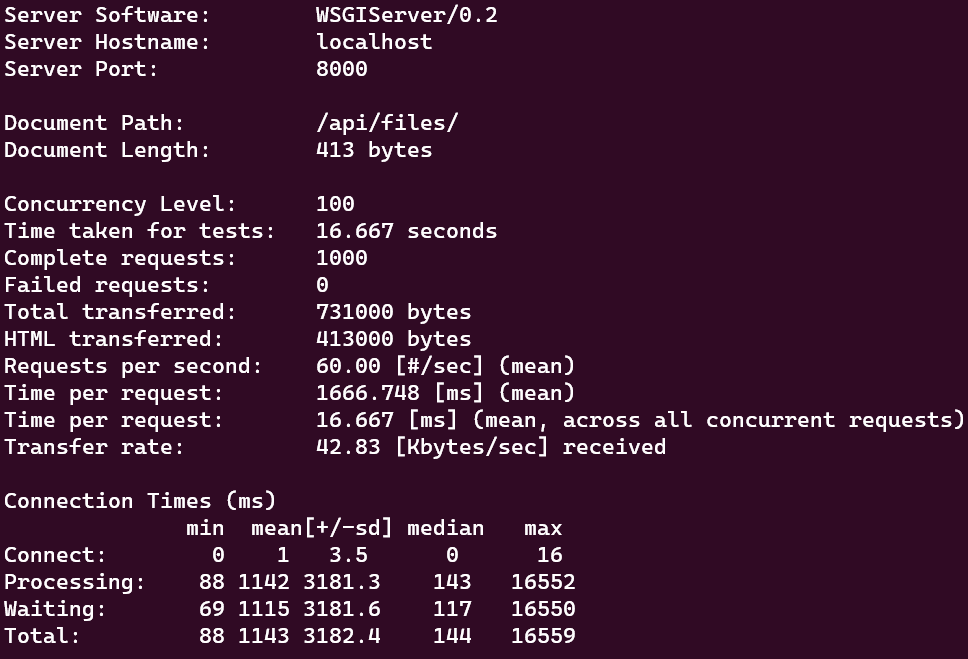 Server Software:        WSGIServer/0.2
Server Hostname:        localhost
Server Port:            8000

Document Path:          /api/files/
Document Length:        413 bytes

Concurrency Level:      100
Time taken for tests:   16.667 seconds
Complete requests:      1000
Failed requests:        0
Total transferred:      731000 bytes
HTML transferred:       413000 bytes
Requests per second:    60.00 [#/sec] (mean)
Time per request:       1666.748 [ms] (mean)
Time per request:       16.667 [ms] (mean, across all concurrent requests)
Transfer rate:          42.83 [Kbytes/sec] received

Connection Times (ms)
              min  mean[+/-sd] median   max
Connect:        0    1   3.5      0      16
Processing:    88 1142 3181.3    143   16552
Waiting:       69 1115 3181.6    117   16550
Total:         88 1143 3182.4    144   16559